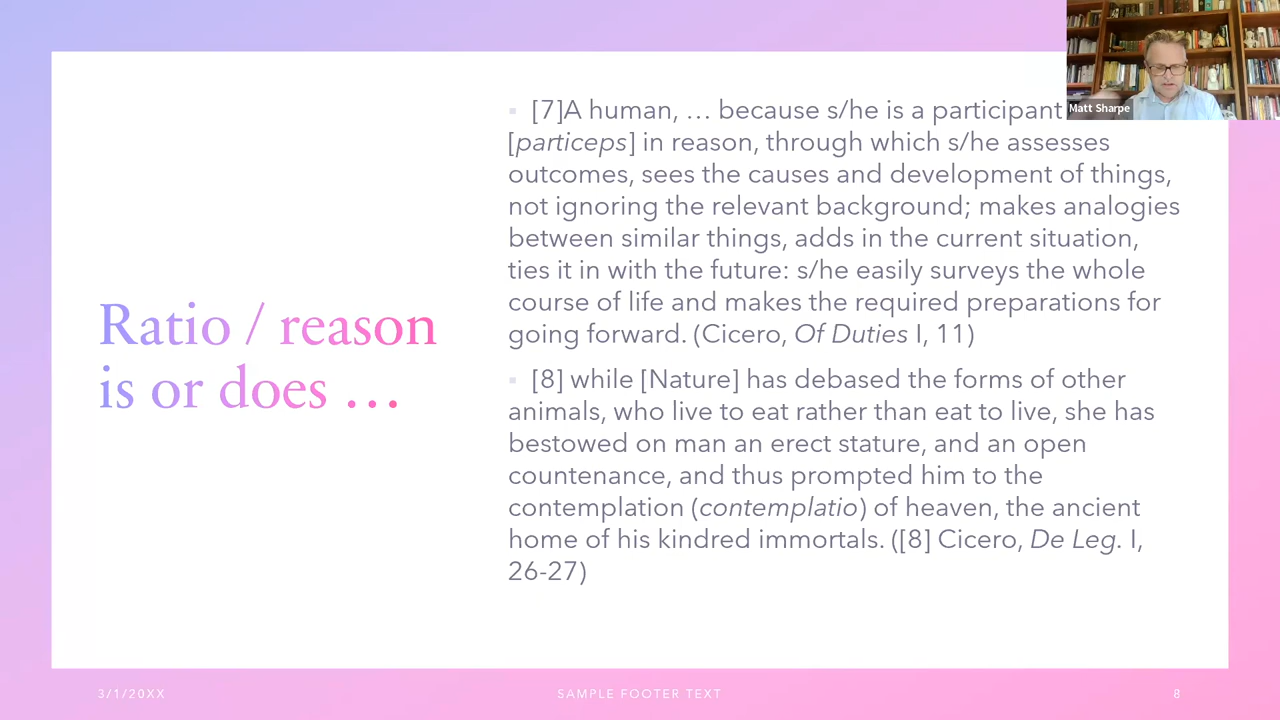 Matt Sharpe
Ratio / reason
is or does …
[7]A human, … because s/he is a participant
[particeps] in reason, through which s/he assesses
outcomes, sees the causes and development of things,
not ignoring the relevant background; makes analogies
between similar things, adds in the current situation,
ties it in with the future: s/he easily surveys the whole
course of life and makes the required preparations for
going forward. (Cicero, Of Duties I, 11)
[8] while [Nature] has debased the forms of other
animals, who live to eat rather than eat to live, she has
bestowed on man an erect stature, and an open
countenance, and thus prompted him to the
contemplation (contemplatio) of heaven, the ancient
home of his kindred immortals. ([8] Cicero, De Leg. I,
26-27)
3/1/20XX
SAMPLE FOOTER TEXT
8